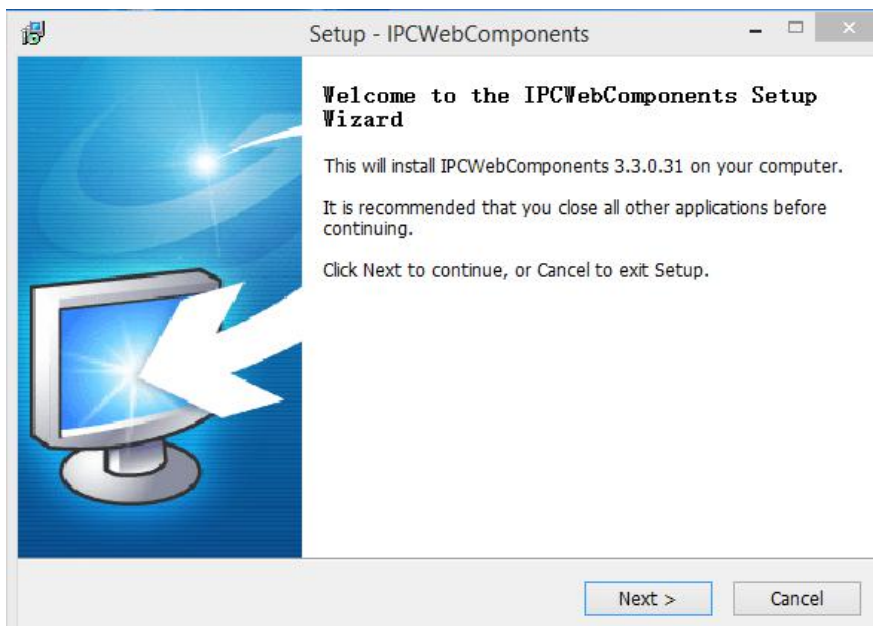 Setup - IPCWebComponents
Welcome to the IPCWebComponents Setup
Wizard
This will install IPCWebComponents 3.3.0.31 on your computer.
It is recommended that you close all other applications before
continuing.
Click Next to continue, or Cancel to exit Setup.
Next >
Cancel